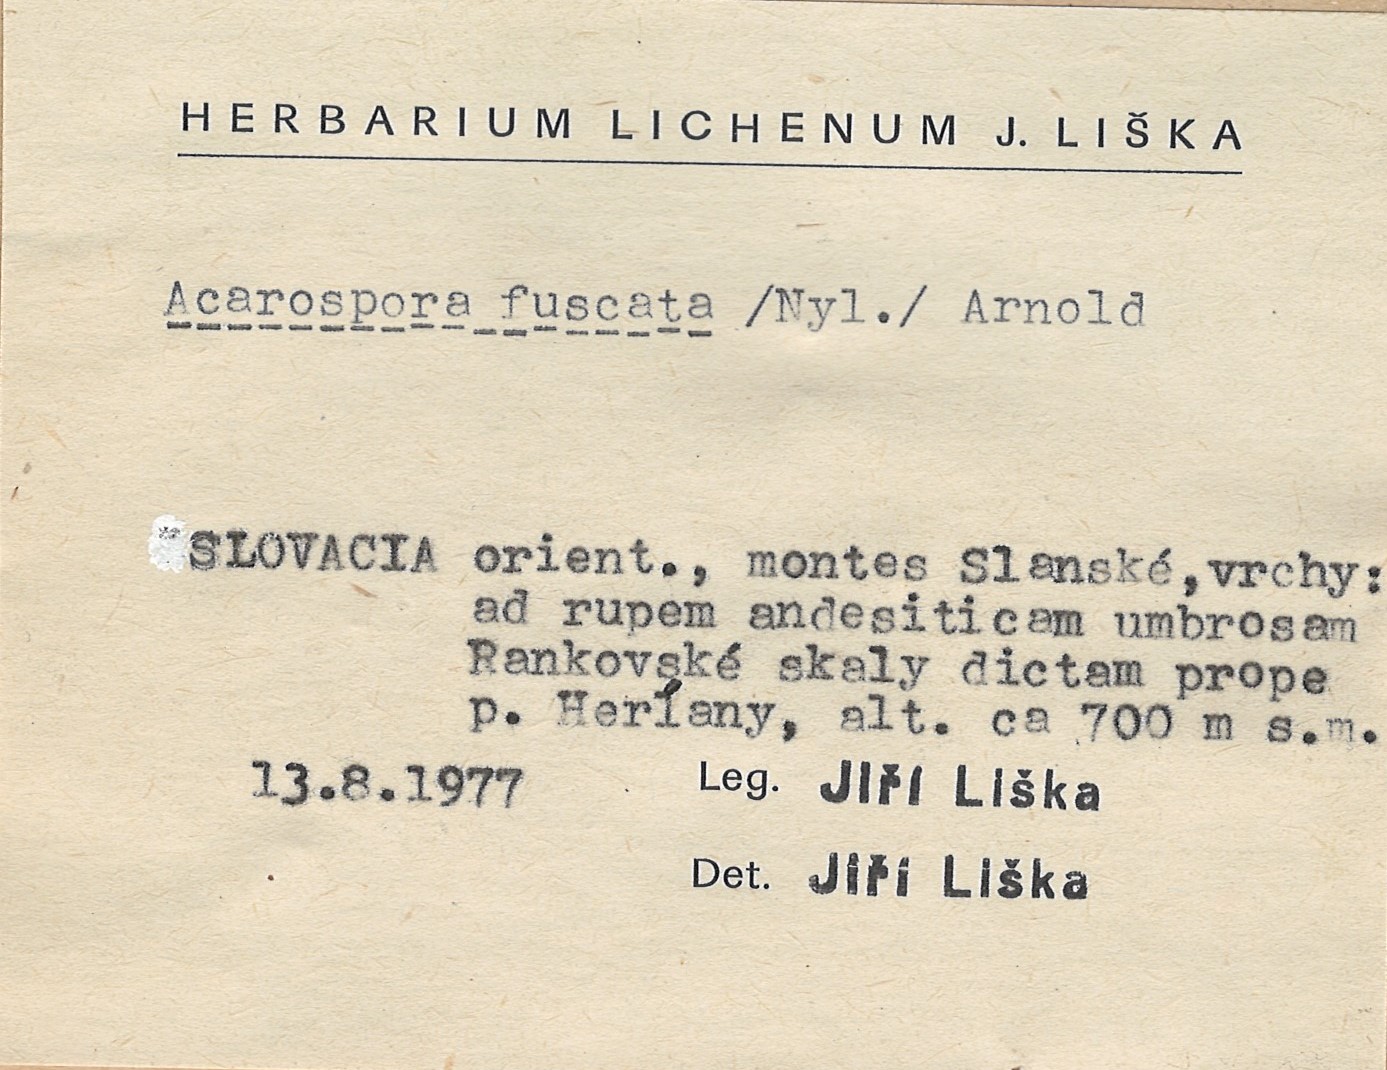 HERBARIUM LICHENUM J. LIŠKA
Acarospora fuscata /Nyl./ Arnold
SLOVACIA orient., montes Slanské,vrchy:
ad rupem andesiticam umbrosam
Rankovské skaly dictam prope
p. Herľany, alt. ca 700 m s.m.
13.8.1977 Leg. Jiří Liška
Det. Jiří Liška